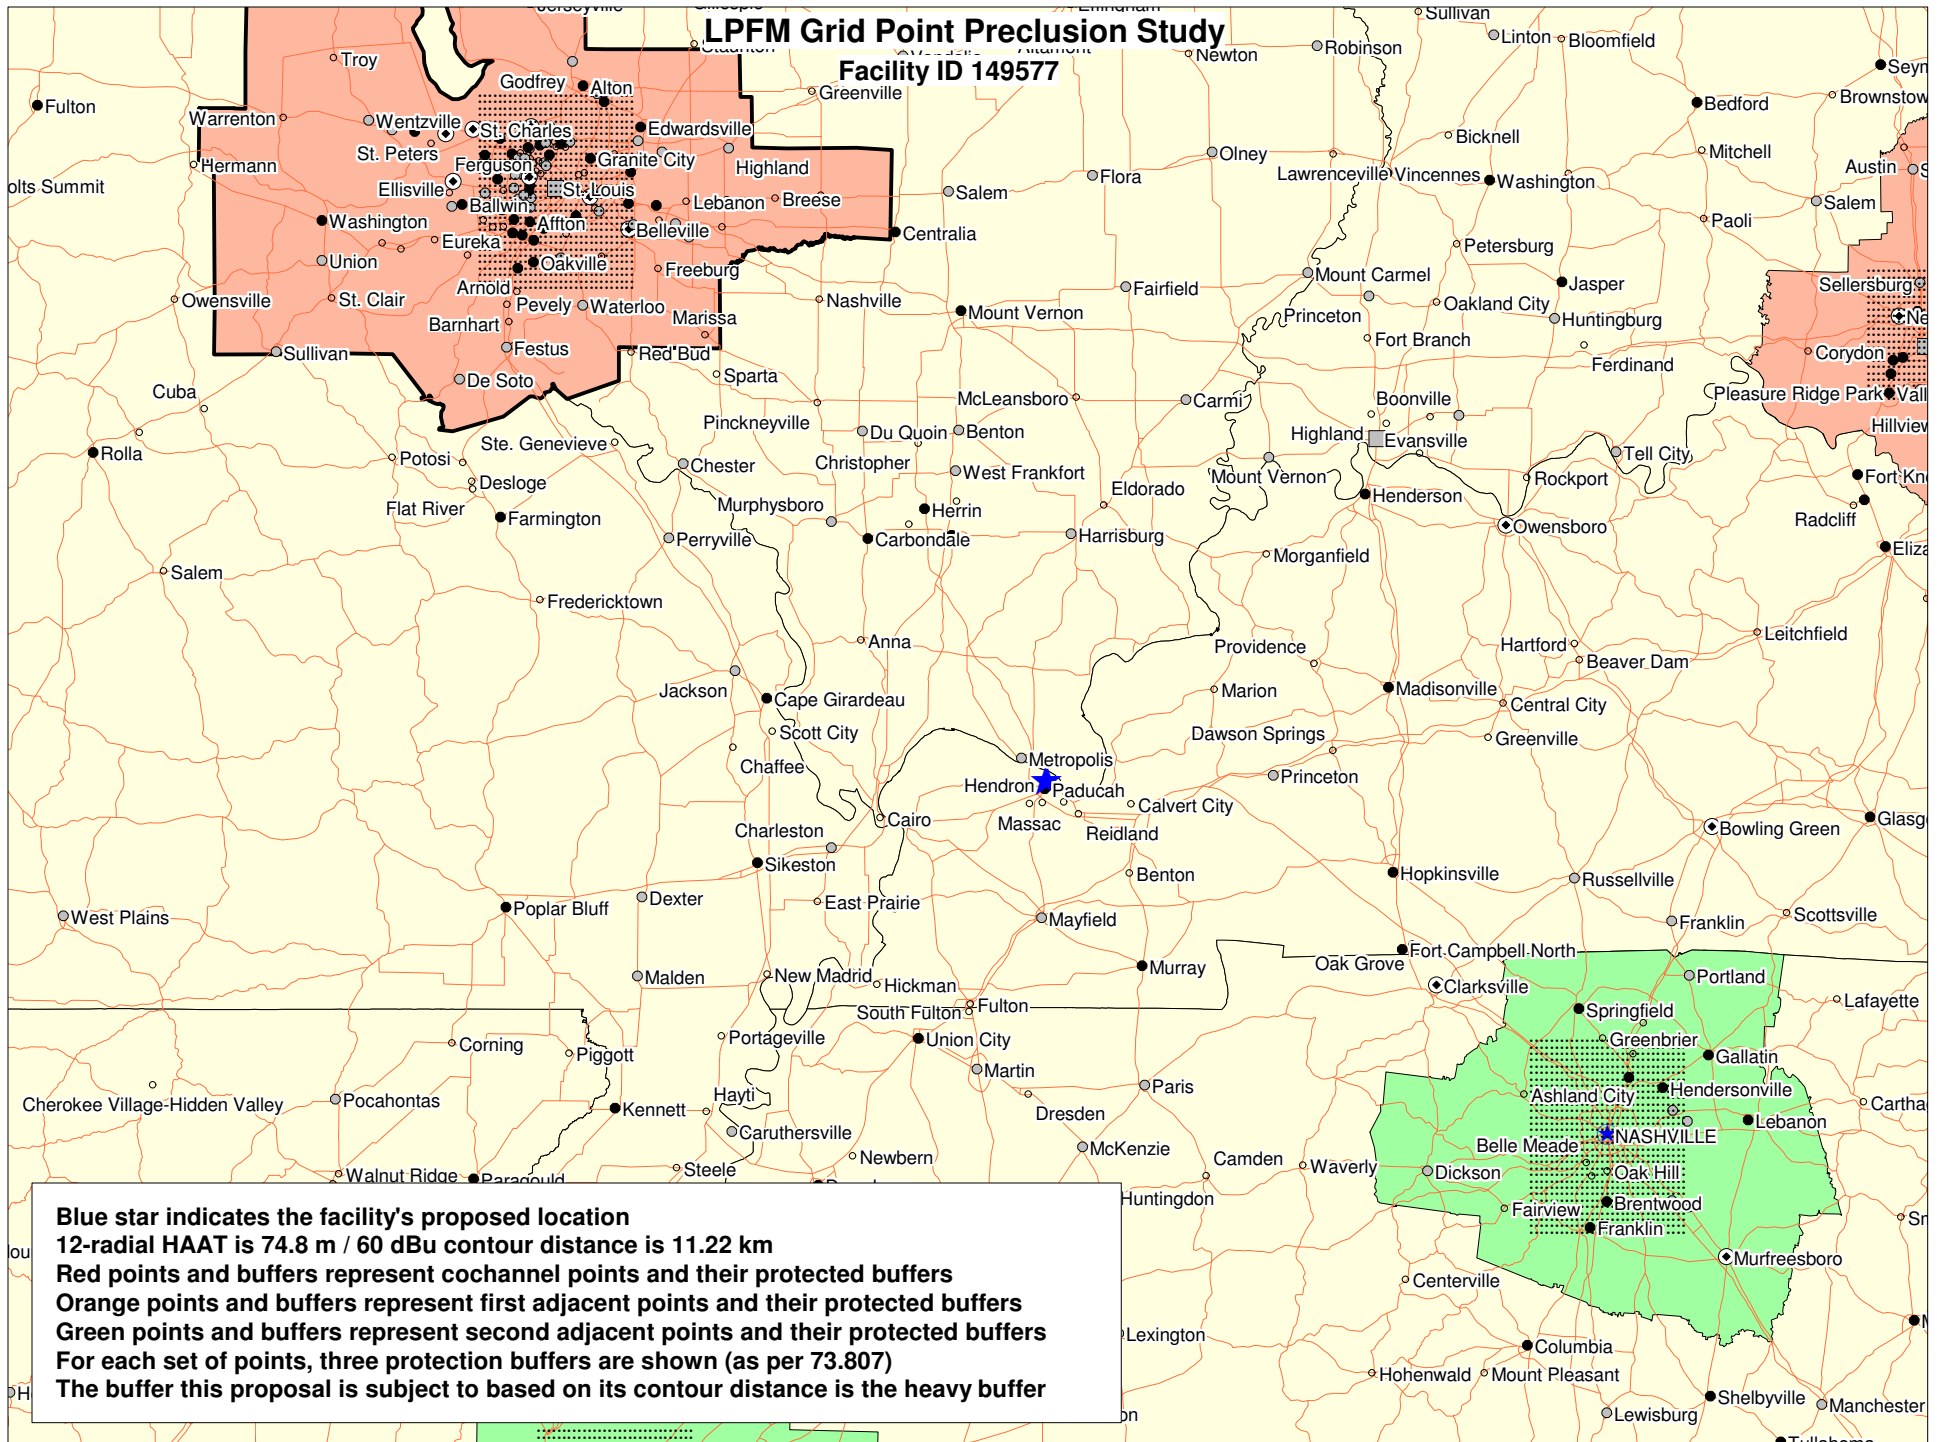 LPFM Grid Point Preclusion Study
Facility ID 149577
Jerseyville
Effingham
Sullivan
Staunton
Vandalia
Altamont
Newton
Robinson
Linton
Bloomfield
Troy
Godfrey
Alton
Greenville
Fulton
Bedford
Warrenton
Wentzville
St. Charles
Edwardsville
Bicknell
St. Peters
Ferguson
Granite City
Highland
Olney
Mitchell
Hermann
Lawrenceville
Vincennes
Washington
Austin
Ellisville
St. Louis
Flora
Salem
Lebanon
Breese
Salem
Washington
Ballwin
Affton
Belleville
Centralia
Paoli
Eureka
Petersburg
Union
Oakville
Freeburg
Mount Carmel
Jasper
Sellersburg
Owensville
St. Clair
Arnold
Pevely
Waterloo
Nashville
Fairfield
Oakland City
Barnhart
Marissa
Mount Vernon
Princeton
Huntingburg
Sullivan
Festus
Red Bud
Fort Branch
Ferdinand
Corydon
Cuba
De Soto
Sparta
McLeansboro
Carmi
Boonville
Pleasure Ridge Park
Pinckneyville
Du Quoin
Benton
Highland
Evansville
Rolla
Potosi
Ste. Genevieve
Chester
Christopher
West Frankfort
Mount Vernon
Tell City
Desloge
Eldorado
Henderson
Rockport
Flat River
Farmington
Murphysboro
Herrin
Owensboro
Radcliff
Perryville
Carbondale
Harrisburg
Morganfield
Salem
Fredericktown
Anna
Providence
Hartford
Leitchfield
Beaver Dam
Jackson
Cape Girardeau
Marion
Madisonville
Central City
Scott City
Dawson Springs
Greenville
Chaffee
Metropolis
Hendron
Paducah
Princeton
Calvert City
Charleston
Cairo
Massac
Reidland
Bowling Green
Sikeston
Benton
Hopkinsville
Russellville
West Plains
Poplar Bluff
Dexter
East Prairie
Mayfield
Franklin
Scottsville
Malden
New Madrid
Hickman
Murray
Oak Grove
Fort Campbell North
Portland
Clarksville
Lafayette
South Fulton
Fulton
Springfield
Corning
Piggott
Portageville
Union City
Greenbrier
Gallatin
Martin
Paris
Cherokee Village-Hidden Valley
Pocahontas
Kennett
Hayti
Dresden
Ashland City
Hendersonville
Caruthersville
McKenzie
Belle Meade
NASHVILLE
Lebanon
Walnut Ridge
Paragould
Steele
Newbern
Camden
Waverly
Dickson
Oak Hill
Huntingdon
Fairview
Brentwood
Franklin
Murfreesboro
Centerville
Lexington
Columbia
Hohenwald
Mount Pleasant
Shelbyville
Manchester
Lewisburg
Tullahoma
Blue star indicates the facility's proposed location
12-radial HAAT is 74.8 m / 60 dBu contour distance is 11.22 km
Red points and buffers represent cochannel points and their protected buffers
Orange points and buffers represent first adjacent points and their protected buffers
Green points and buffers represent second adjacent points and their protected buffers
For each set of points, three protection buffers are shown (as per 73.807)
The buffer this proposal is subject to based on its contour distance is the heavy buffer